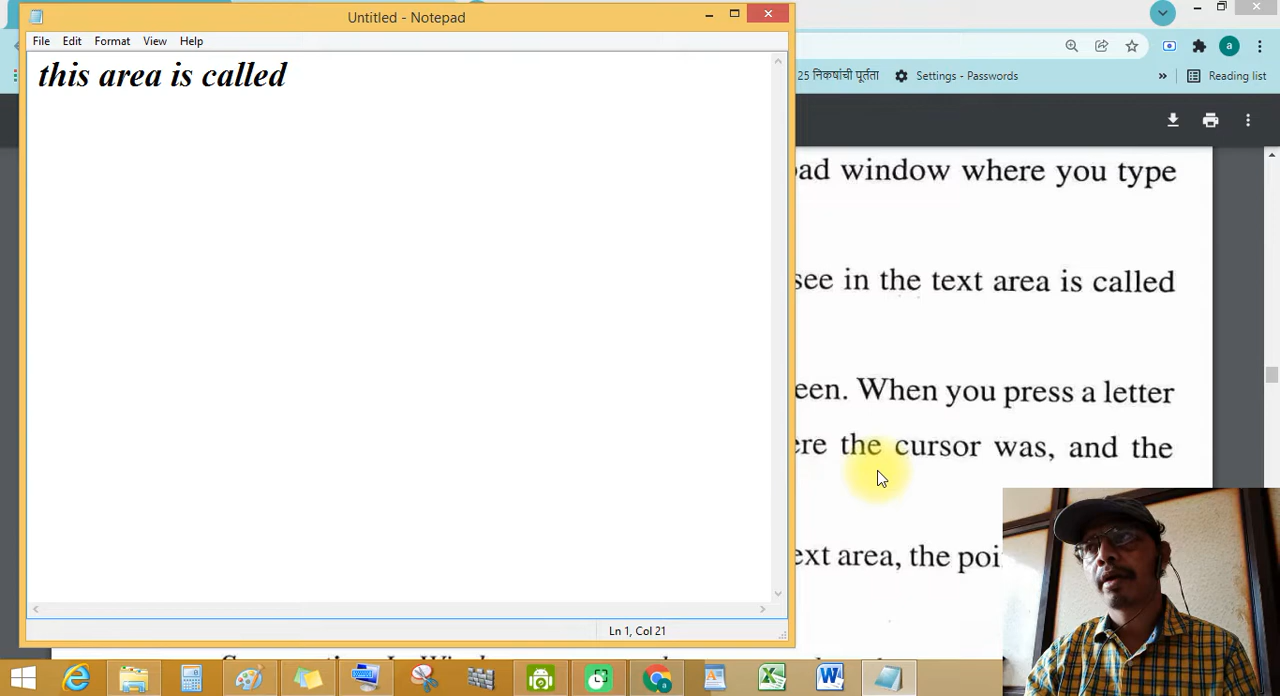 Untitled - Notepad
File Edit Format View Help
this area is called
Ln 1, Col 21
25 निकषांची पूर्तता Settings - Passwords » Reading list
a
pad window where you type
see in the text area is called
een. When you press a letter
ere the cursor was, and the
ext area, the poi